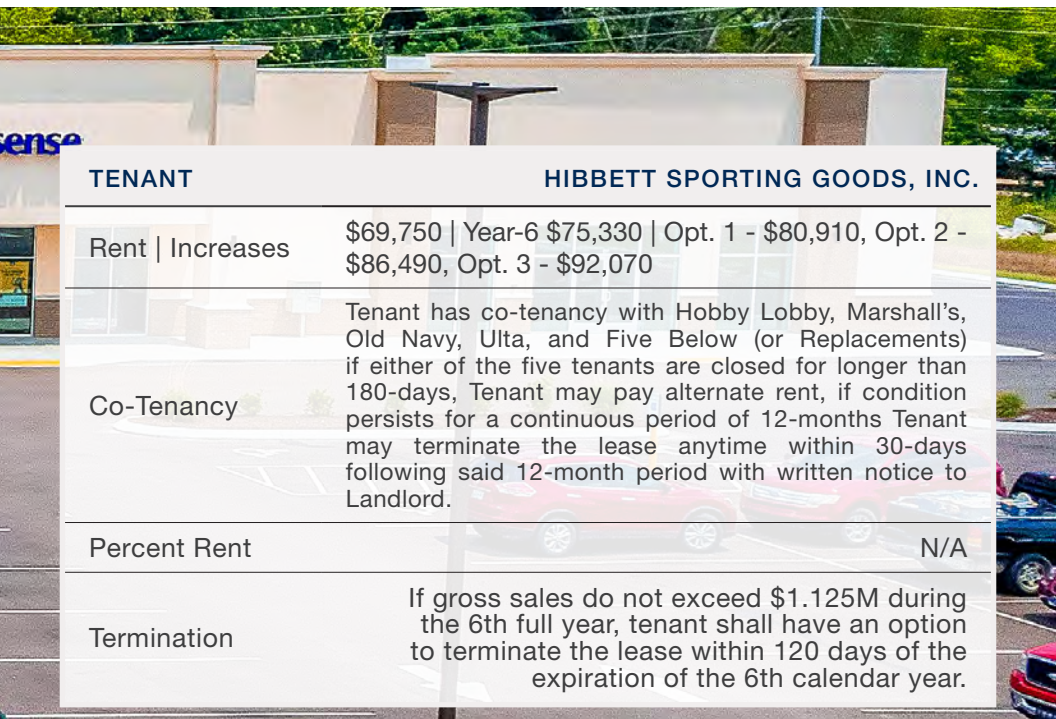 sense
TENANT HIBBETT SPORTING GOODS, INC.
Rent | Increases
$69,750 | Year-6 $75,330 | Opt. 1 - $80,910, Opt. 2 -
$86,490, Opt. 3 - $92,070
Co-Tenancy
Tenant has co-tenancy with Hobby Lobby, Marshall’s,
Old Navy, Ulta, and Five Below (or Replacements)
if either of the five tenants are closed for longer than
180-days, Tenant may pay alternate rent, if condition
persists for a continuous period of 12-months Tenant
may terminate the lease anytime within 30-days
following said 12-month period with written notice to
Landlord.
Percent Rent N/A
Termination
If gross sales do not exceed $1.125M during
the 6th full year, tenant shall have an option
to terminate the lease within 120 days of the
expiration of the 6th calendar year.